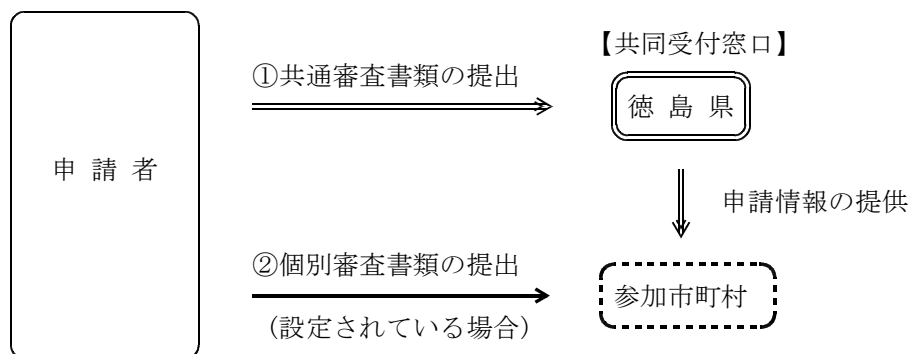 【共同受付窓口】
①共通審査書類の提出
徳 島 県
申 請 者
申請情報の提供
②個別審査書類の提出
参加市町村
（設定されている場合）